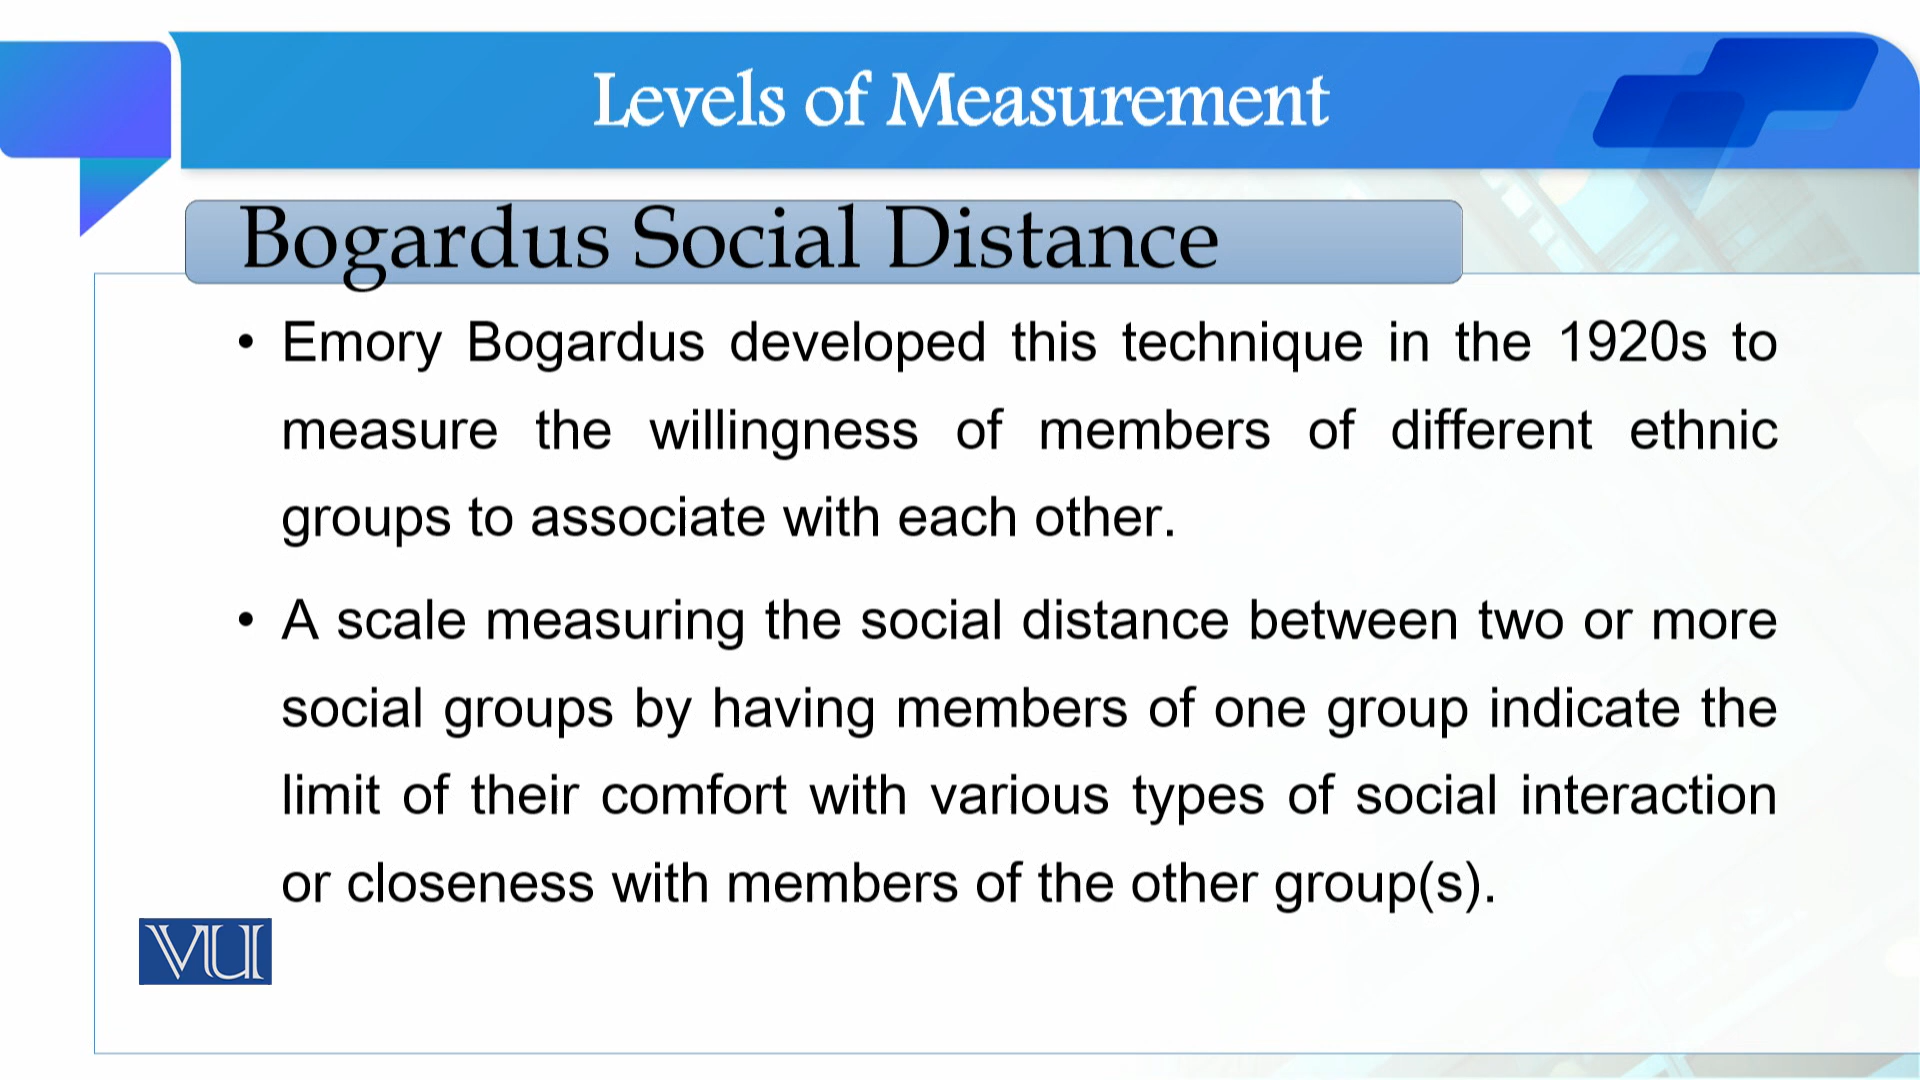 Levels of Measurement
Bogardus Social Distance
• Emory Bogardus developed this technique in the 1920s to
measure the willingness of members of different ethnic
groups to associate with each other.
• A scale measuring the social distance between two or more
social groups by having members of one group indicate the
limit of their comfort with various types of social interaction
or closeness with members of the other group(s).
VU